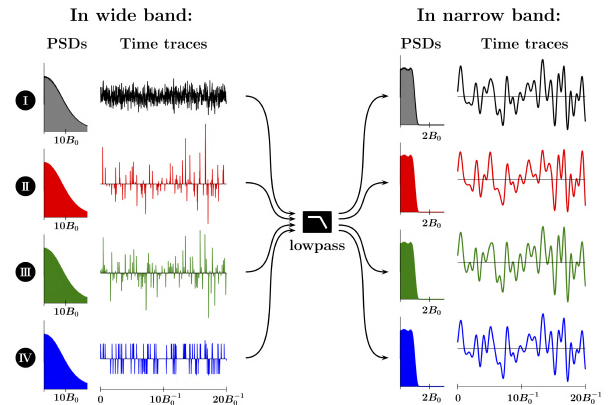 In wide band:
In narrow band:
PSDs Time traces
PSDs Time traces
I
10B₀
2B₀
II
10B₀
2B₀
lowpass
III
10B₀
2B₀
IV
10B₀ 0 10B₀⁻¹ 20B₀⁻¹
2B₀ 0 10B₀⁻¹ 20B₀⁻¹